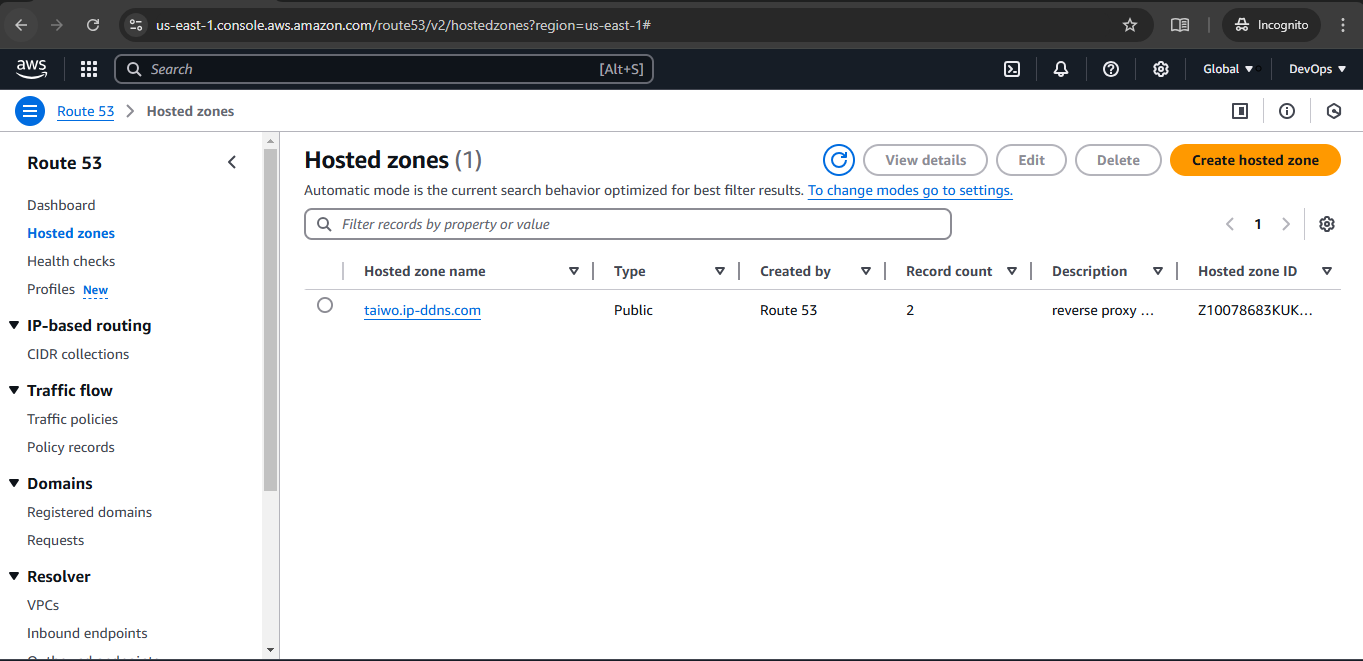 us-east-1.console.aws.amazon.com/route53/v2/hostedzones?region=us-east-1#
Incognito
aws
Search
[Alt+S]
Global
DevOps
Route 53
Hosted zones
Route 53
Dashboard
Hosted zones
Health checks
Profiles New
IP-based routing
CIDR collections
Traffic flow
Traffic policies
Policy records
Domains
Registered domains
Requests
Resolver
VPCs
Inbound endpoints
Hosted zones (1)
View details
Edit
Delete
Create hosted zone
Automatic mode is the current search behavior optimized for best filter results. To change modes go to settings.
Filter records by property or value
1
Hosted zone name Type Created by Record count Description Hosted zone ID
taiwo.ip-ddns.com Public Route 53 2 reverse proxy ... Z10078683KUK...